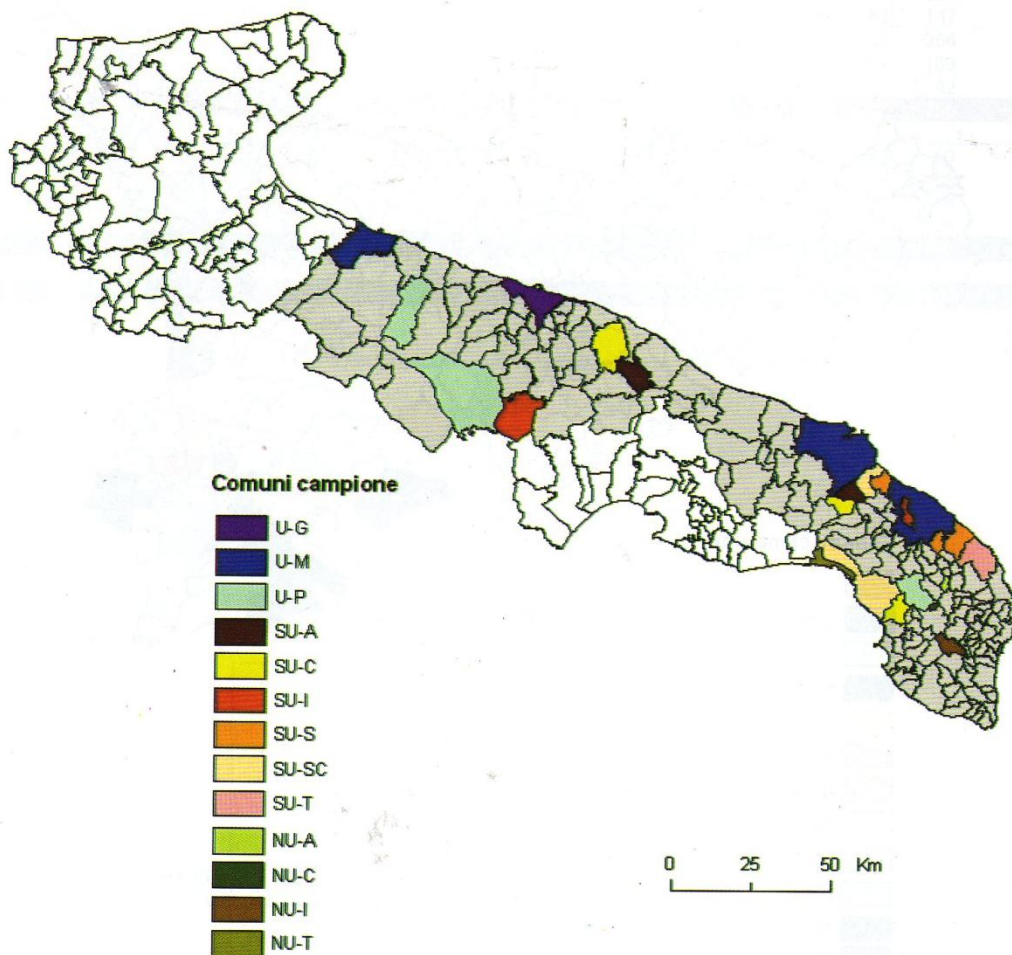 Comuni campione
U-G
U-M
U-P
SU-A
SU-C
SU-I
SU-S
SU-SC
SU-T
NU-A
NU-C
NU-I
NU-T
0 25 50 Km